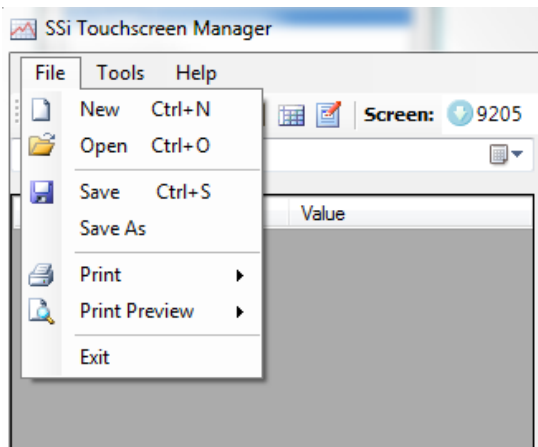 SSi Touchscreen Manager
File Tools Help
New Ctrl+N
Screen: 9205
Open Ctrl+O
Save Ctrl+S
Value
Save As
Print
Print Preview
Exit